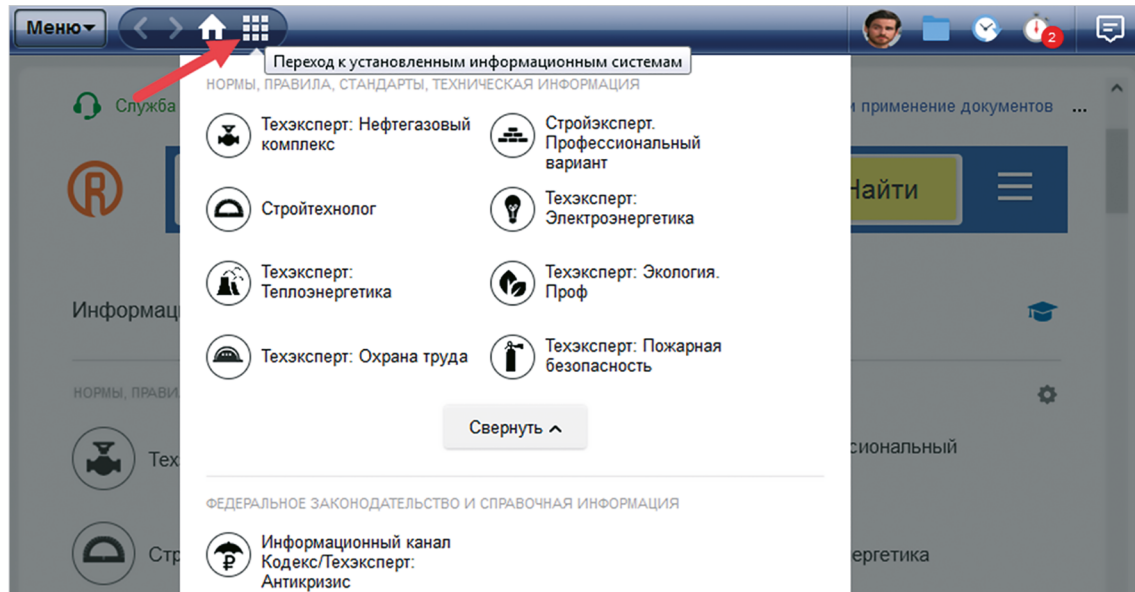 Меню
2
Переход к установленным информационным системам
НОРМЫ, ПРАВИЛА, СТАНДАРТЫ, ТЕХНИЧЕСКАЯ ИНФОРМАЦИЯ
Служба
и применение документов ...
Техэксперт: Нефтегазовый
комплекс
Стройэксперт.
Профессиональный
вариант
Найти
Стройтехнолог
Техэксперт:
Электроэнергетика
Техэксперт:
Теплоэнергетика
Техэксперт: Экология.
Проф
Информац
Техэксперт: Охрана труда
Техэксперт: Пожарная
безопасность
НОРМЫ, ПРАВИ
Свернуть
Тех
сиональный
ФЕДЕРАЛЬНОЕ ЗАКОНОДАТЕЛЬСТВО И СПРАВОЧНАЯ ИНФОРМАЦИЯ
Информационный канал
Кодекс/Техэксперт:
Антикризис
Стр
ергетика